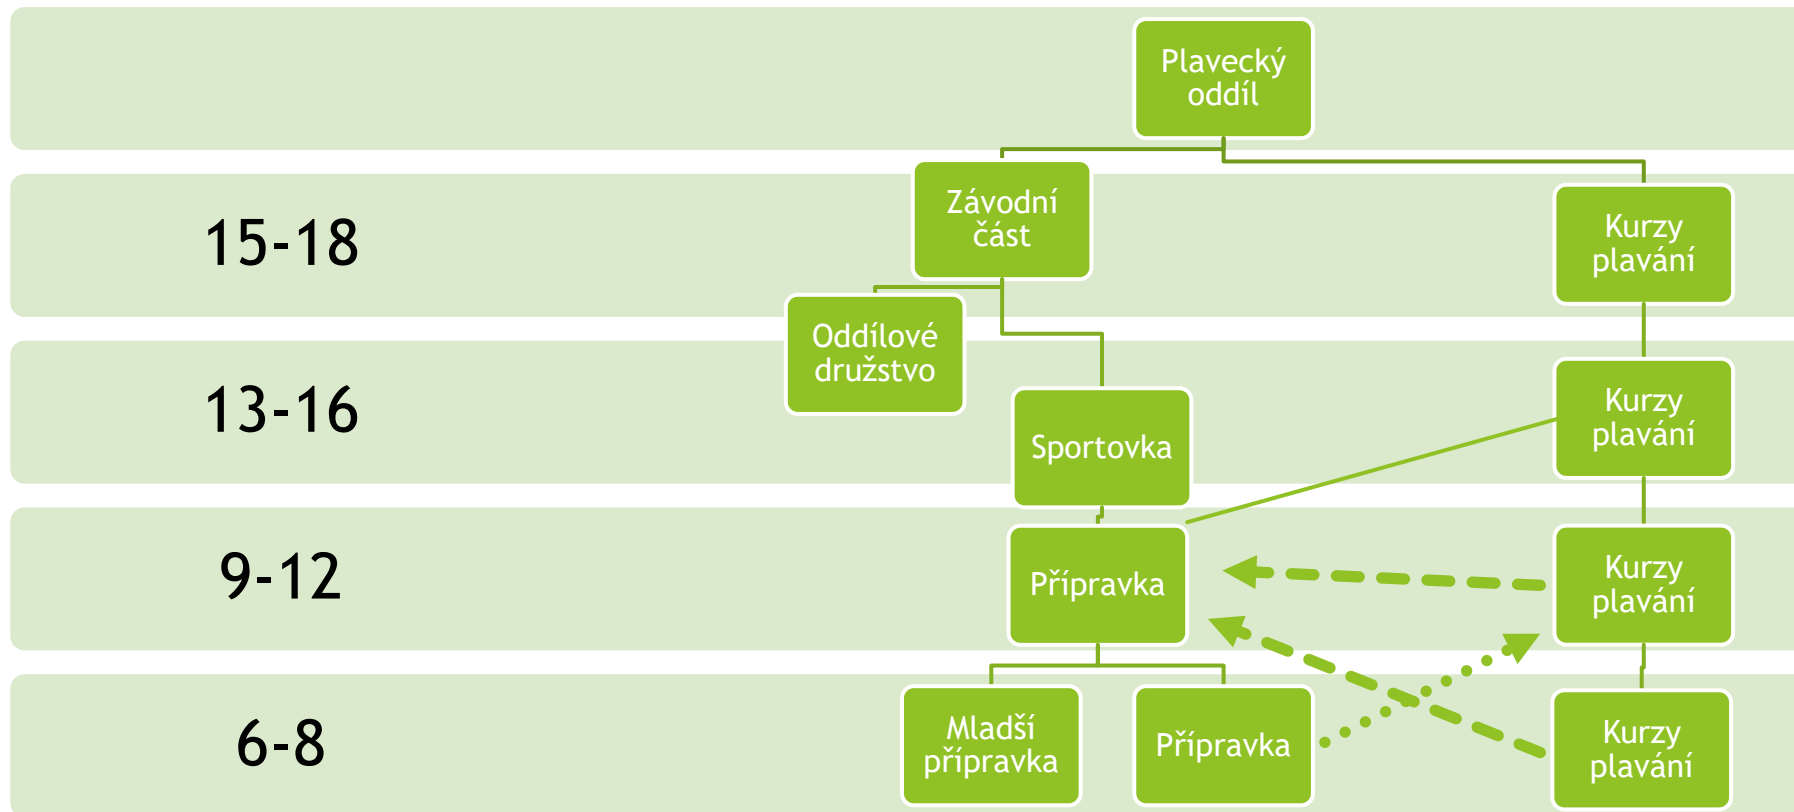 Plavecký
oddíl
15-18
Závodní
část
Kurzy
plavání
13-16
Oddílové
družstvo
Sportovka
Kurzy
plavání
9-12
Přípravka
Kurzy
plavání
6-8
Mladší
přípravka
Přípravka
Kurzy
plavání